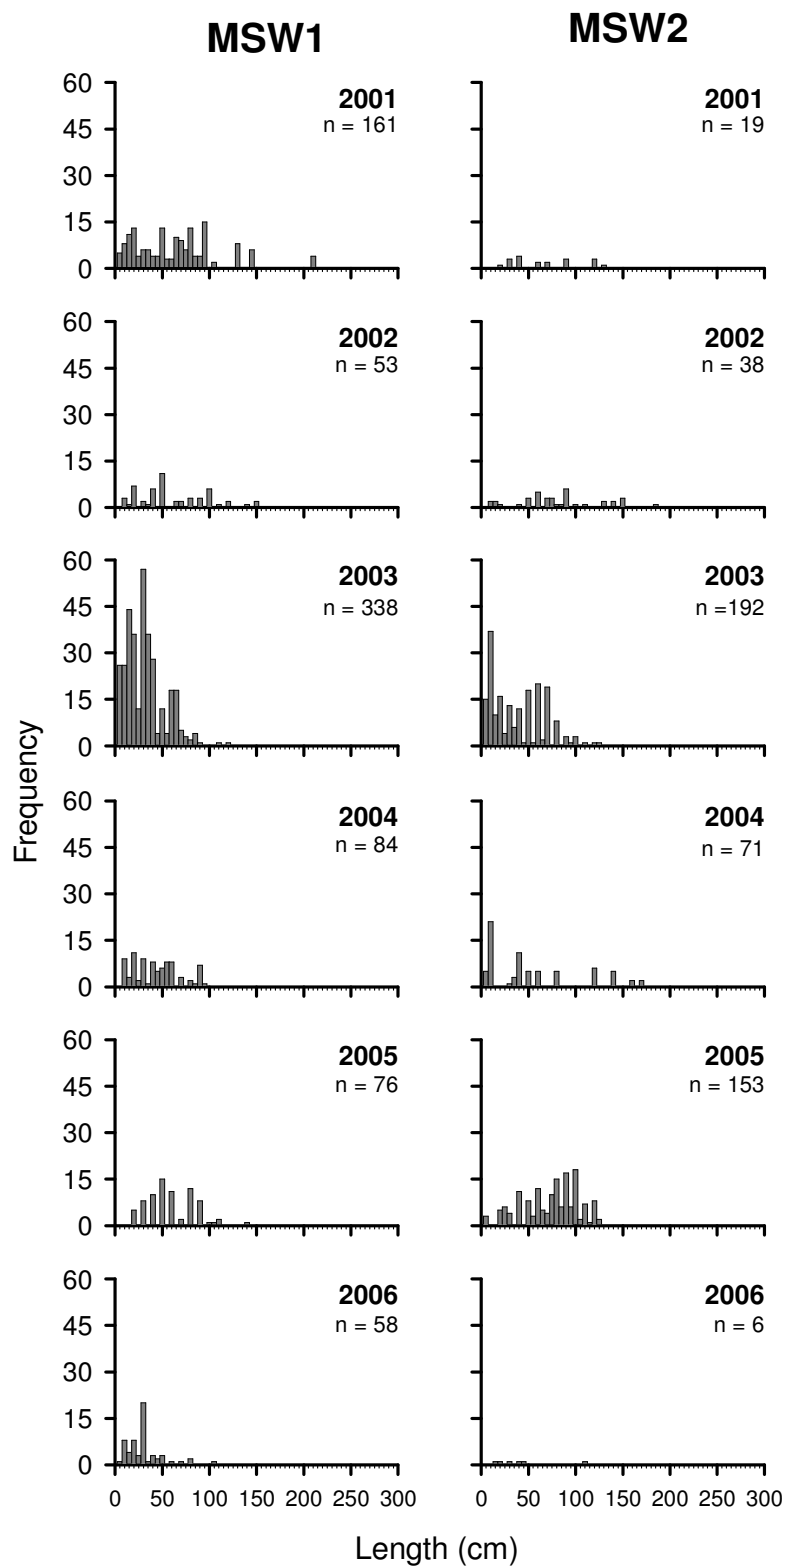 MSW1 MSW2
60 2001 2001
n = 161 n = 19
45
30
15
0
60 2002 2002
n = 53 n = 38
45
30
15
0
60 2003 2003
n = 338 n =192
45
30
15
0
Frequency
60 2004 2004
n = 84 n = 71
45
30
15
0
60 2005 2005
n = 76 n = 153
45
30
15
0
60 2006 2006
n = 58 n = 6
45
30
15
0
0 50 100 150 200 250 300 0 50 100 150 200 250 300
Length (cm)